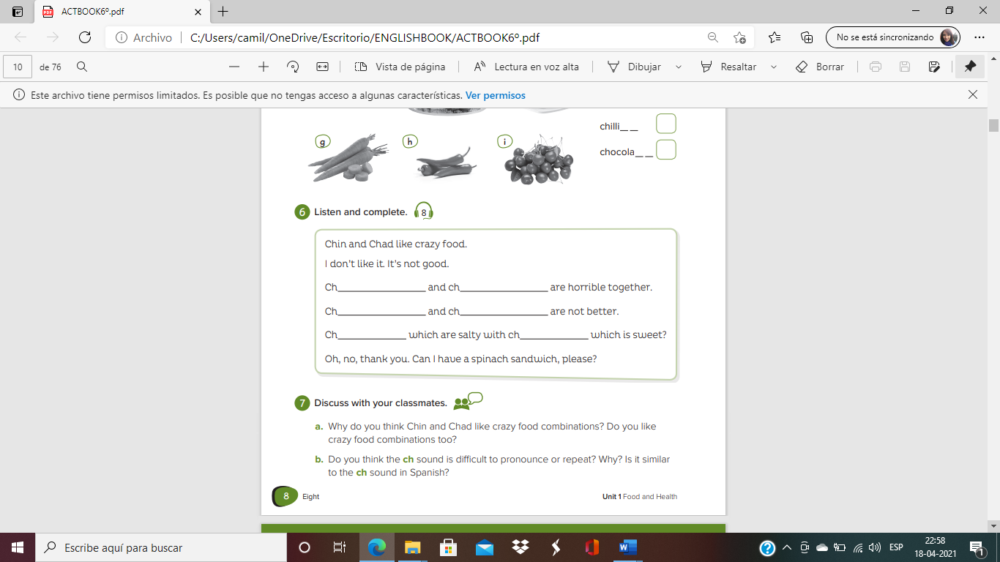 ACTBOOK6º.pdf
Archivo C:/Users/camil/OneDrive/Escritorio/ENGLISHBOOK/ACTBOOK6º.pdf No se está sincronizando
10 de 76 Vista de página Lectura en voz alta Dibujar Resaltar Borrar
Este archivo tiene permisos limitados. Es posible que no tengas acceso a algunas características. Ver permisos
chilli_ _
g h i
chocola_ _
6 Listen and complete. 8
Chin and Chad like crazy food.
I don't like it. It's not good.
Ch______________ and ch______________ are horrible together.
Ch______________ and ch______________ are not better.
Ch___________ which are salty with ch___________ which is sweet?
Oh, no, thank you. Can I have a spinach sandwich, please?
7 Discuss with your classmates.
a. Why do you think Chin and Chad like crazy food combinations? Do you like
crazy food combinations too?
b. Do you think the ch sound is difficult to pronounce or repeat? Why? Is it similar
to the ch sound in Spanish?
8 Eight Unit 1 Food and Health
Escribe aquí para buscar
ESP
22:58
18-04-2021
1